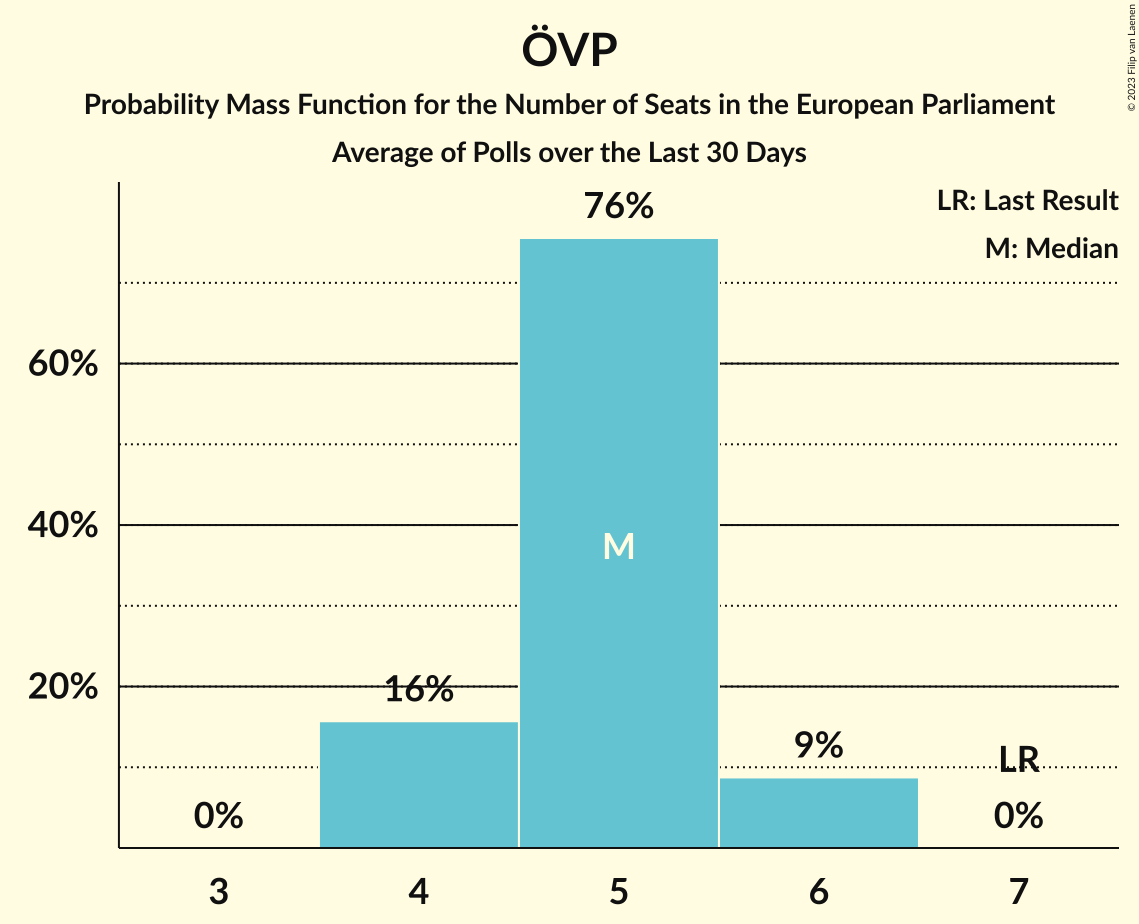 ÖVP
Probability Mass Function for the Number of Seats in the European Parliament
Average of Polls over the Last 30 Days
© 2023 Filip van Laenen
LR: Last Result
M: Median
76%
60%
40%
20%
M
16%
9%
LR
0%
0%
3 4 5 6 7